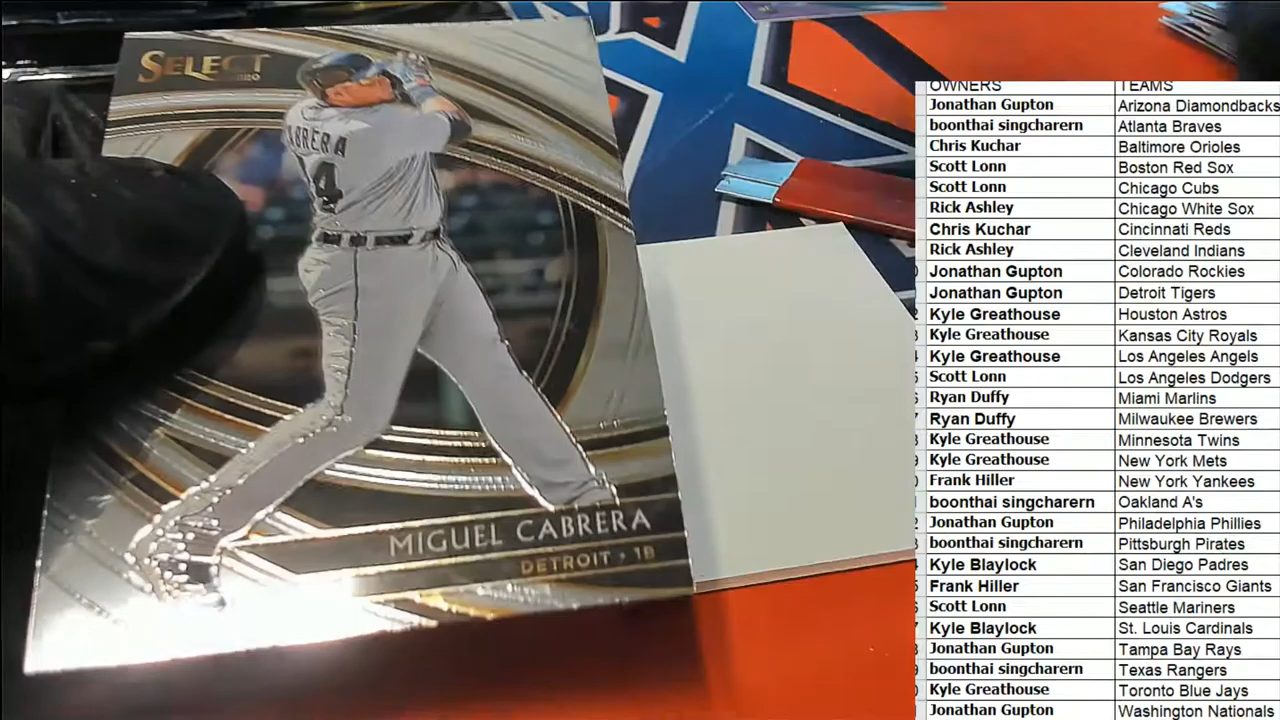 SELECT
ABRERA
4
MIGUEL CABRERA
DETROIT • 1B
OWNERS TEAMS
Jonathan Gupton Arizona Diamondbacks
boonthai singcharern Atlanta Braves
Chris Kuchar Baltimore Orioles
Scott Lonn Boston Red Sox
Scott Lonn Chicago Cubs
Rick Ashley Chicago White Sox
Chris Kuchar Cincinnati Reds
Rick Ashley Cleveland Indians
Jonathan Gupton Colorado Rockies
Jonathan Gupton Detroit Tigers
Kyle Greathouse Houston Astros
Kyle Greathouse Kansas City Royals
Kyle Greathouse Los Angeles Angels
Scott Lonn Los Angeles Dodgers
Ryan Duffy Miami Marlins
Ryan Duffy Milwaukee Brewers
Kyle Greathouse Minnesota Twins
Kyle Greathouse New York Mets
Frank Hiller New York Yankees
boonthai singcharern Oakland A's
Jonathan Gupton Philadelphia Phillies
boonthai singcharern Pittsburgh Pirates
Kyle Blaylock San Diego Padres
Frank Hiller San Francisco Giants
Scott Lonn Seattle Mariners
Kyle Blaylock St. Louis Cardinals
Jonathan Gupton Tampa Bay Rays
boonthai singcharern Texas Rangers
Kyle Greathouse Toronto Blue Jays
Jonathan Gupton Washington Nationals